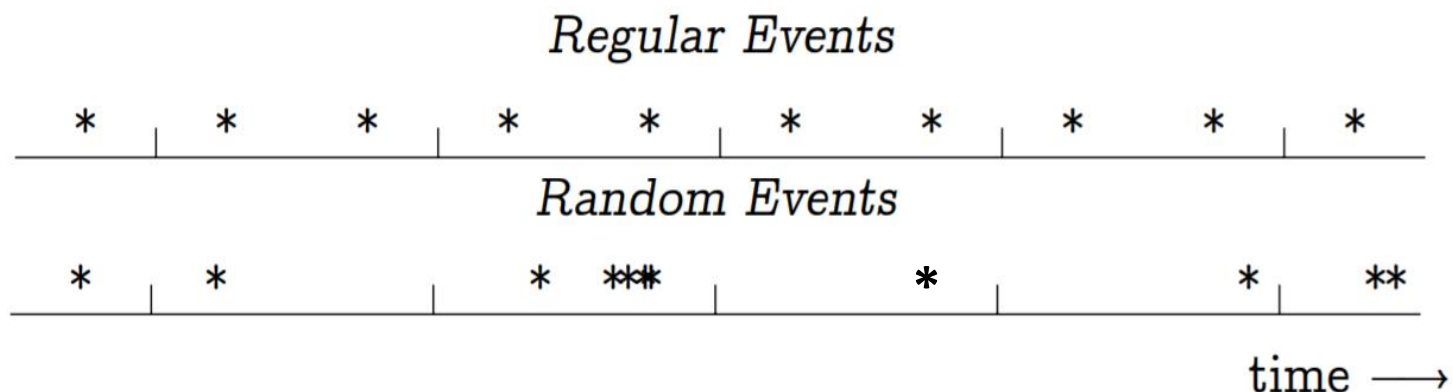 Regular Events
* * * * * * * * * *
Random Events
* * * **** * * **
time ⟶